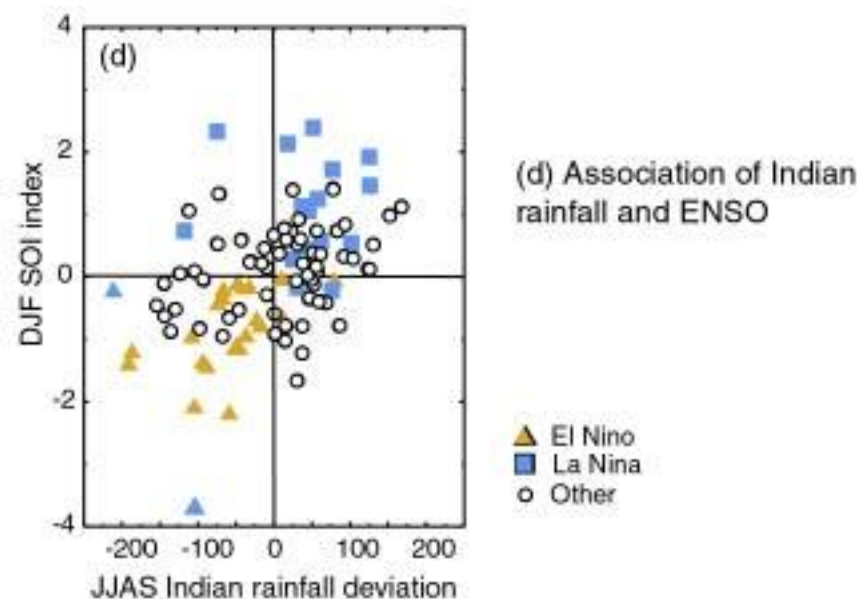 4
(d)
2
0
-2
-4
DJF SOI index
-200 -100 0 100 200
JJAS Indian rainfall deviation
(d) Association of Indian
rainfall and ENSO
El Nino
La Nina
Other